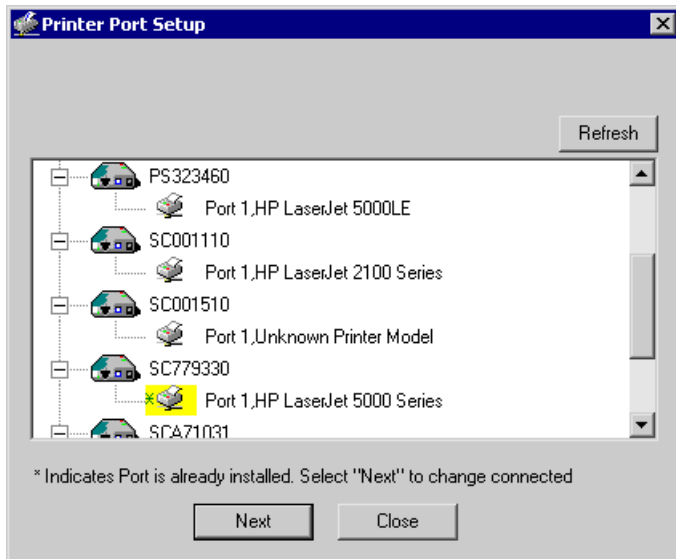 Printer Port Setup
Refresh
PS323460
Port 1,HP LaserJet 5000LE
SC001110
Port 1,HP LaserJet 2100 Series
SC001510
Port 1,Unknown Printer Model
SC779330
* Port 1,HP LaserJet 5000 Series
SCA71031
* Indicates Port is already installed. Select "Next" to change connected
Next Close